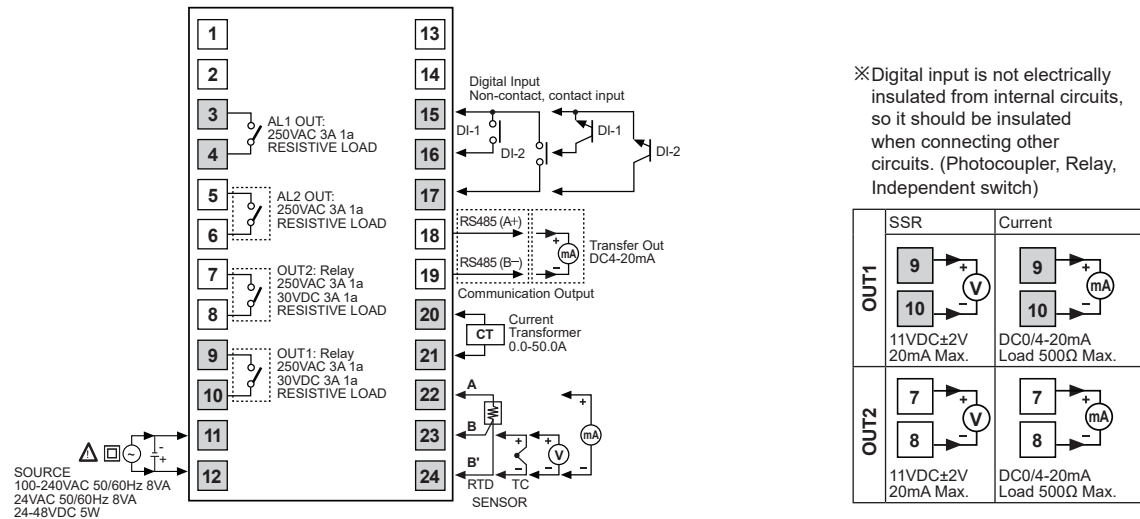 1
2
3
4
5
6
7
8
9
10
11
12
13
14
15
16
17
18
19
20
21
22
23
24
AL1 OUT:
250VAC 3A 1a
RESISTIVE LOAD
AL2 OUT:
250VAC 3A 1a
RESISTIVE LOAD
OUT2: Relay
250VAC 3A 1a
30VDC 3A 1a
RESISTIVE LOAD
OUT1: Relay
250VAC 3A 1a
30VDC 3A 1a
RESISTIVE LOAD
~
-
+
SOURCE
100-240VAC 50/60Hz 8VA
24VAC 50/60Hz 8VA
24-48VDC 5W
Digital Input
Non-contact, contact input
DI-1
DI-2
DI-1
DI-2
RS485 (A+)
RS485 (B−)
+
mA
−
Transfer Out
DC4-20mA
Communication Output
CT
Current
Transformer
0.0-50.0A
A
B
B'
RTD
+
−
TC
+
V
−
+
mA
−
SENSOR
※Digital input is not electrically
insulated from internal circuits,
so it should be insulated
when connecting other
circuits. (Photocoupler, Relay,
Independent switch)
SSR
Current
OUT1
9
10
+
V
−
11VDC±2V
20mA Max.
9
10
+
mA
−
DC0/4-20mA
Load 500Ω Max.
OUT2
7
8
+
V
−
11VDC±2V
20mA Max.
7
8
+
mA
−
DC0/4-20mA
Load 500Ω Max.